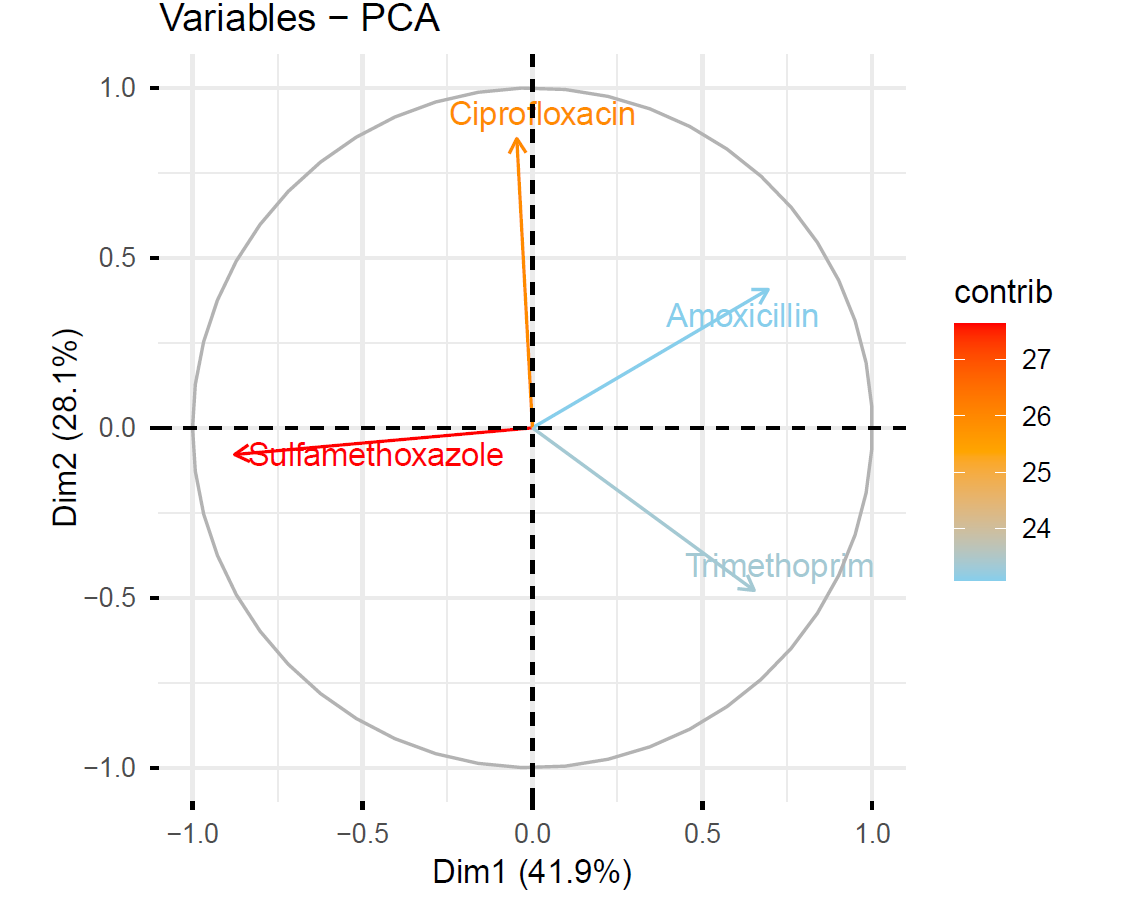 Variables − PCA
1.0
0.5
0.0
−0.5
−1.0
Dim2 (28.1%)
Ciprofloxacin
Amoxicillin
Sulfamethoxazole
Trimethoprim
−1.0
−0.5
0.0
0.5
1.0
Dim1 (41.9%)
contrib
27
26
25
24